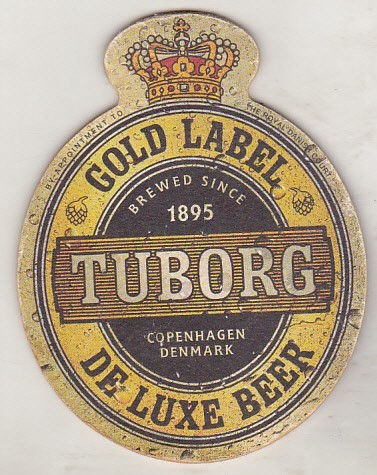 BY APPOINTMENT TO
THE ROYAL DANISH COURT
GOLD LABEL
BREWED SINCE
1895
TUBORG
COPENHAGEN
DENMARK
DE LUXE BEER